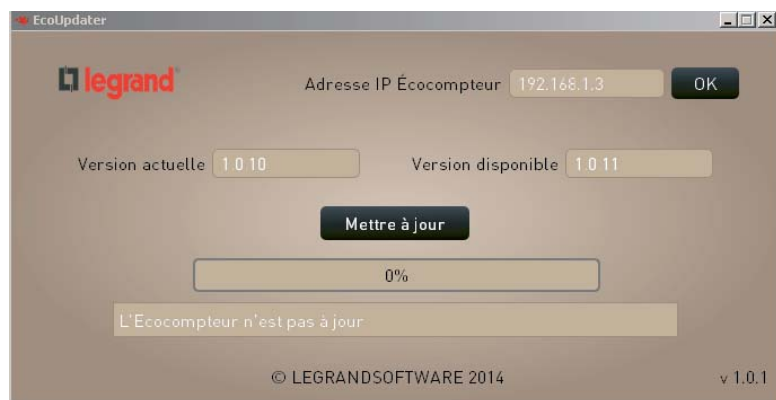 EcoUpdater
legrand
Adresse IP Écocompteur 192.168.1.3 OK
Version actuelle 1.0.10 Version disponible 1.0.11
Mettre à jour
0%
L'Ecocompteur n'est pas à jour
© LEGRANDSOFTWARE 2014 v 1.0.1